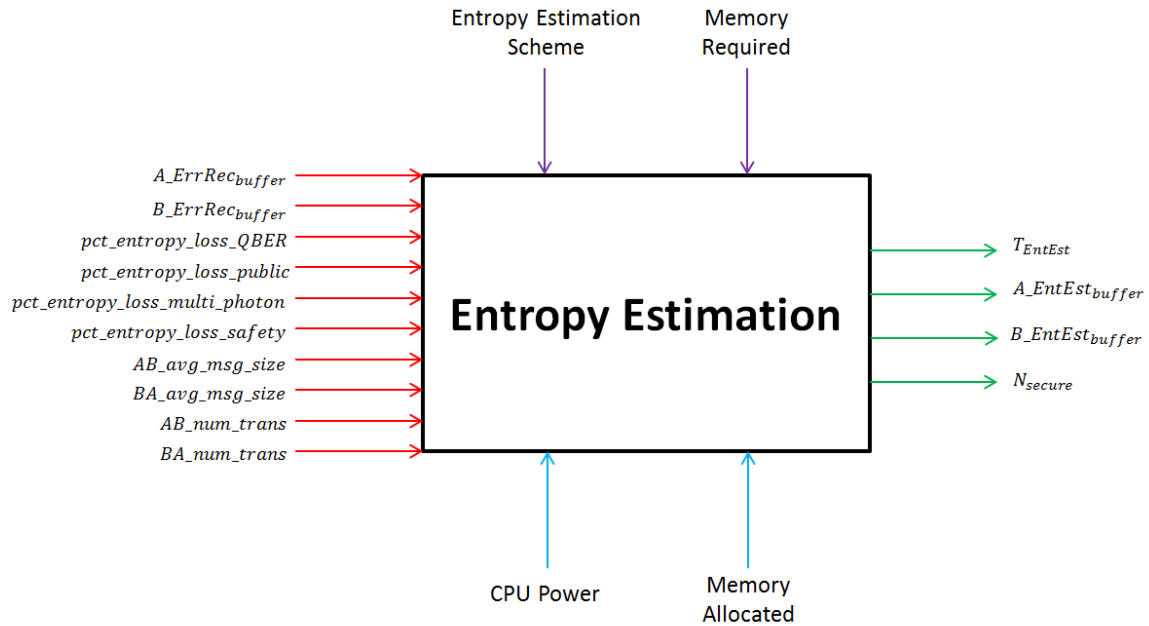 Entropy Estimation
Scheme
Memory
Required
A_ErrRec_buffer
B_ErrRec_buffer
pct_entropy_loss_QBER
pct_entropy_loss_public
pct_entropy_loss_multi_photon
pct_entropy_loss_safety
AB_avg_msg_size
BA_avg_msg_size
AB_num_trans
BA_num_trans
Entropy Estimation
T_EntEst
A_EntEst_buffer
B_EntEst_buffer
N_secure
CPU Power
Memory
Allocated